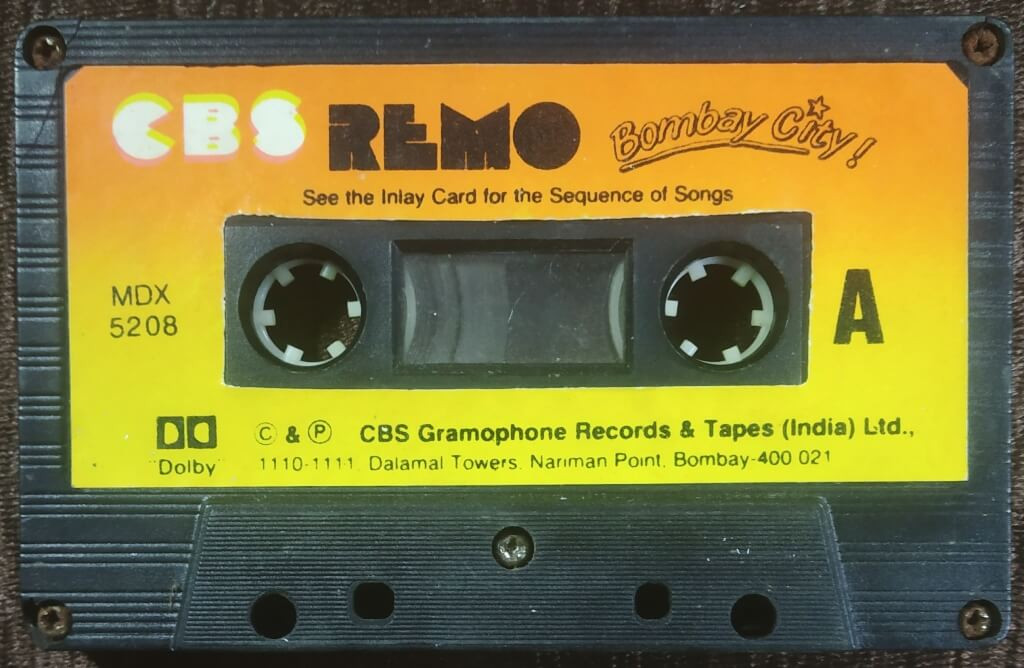 CBS REMO Bombay City!
See the Inlay Card for the Sequence of Songs
MDX
5208
A
Dolby
© & ℗ CBS Gramophone Records & Tapes (India) Ltd.,
1110-1111, Dalamal Towers, Nariman Point, Bombay-400 021